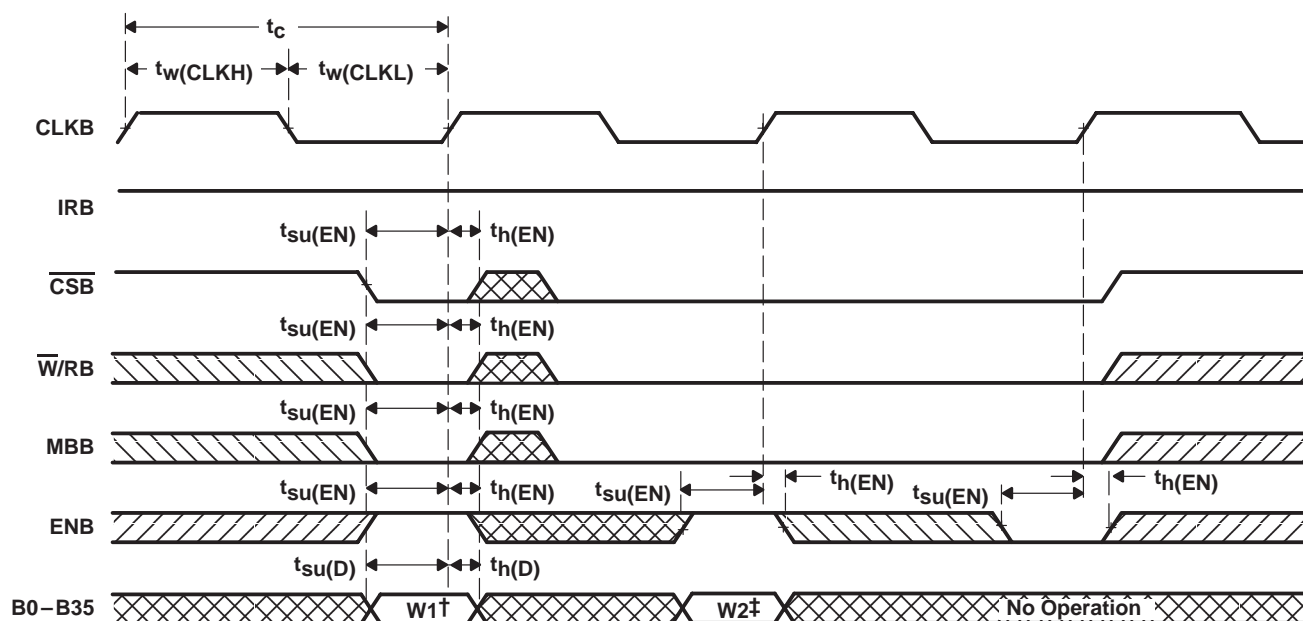 tc
tw(CLKH) tw(CLKL)
CLKB
IRB
tsu(EN) th(EN)
CSB
tsu(EN) th(EN)
W/RB
tsu(EN) th(EN)
MBB
tsu(EN) th(EN) tsu(EN) th(EN) tsu(EN) th(EN)
ENB
tsu(D) th(D)
B0–B35 W1† W2‡ No Operation